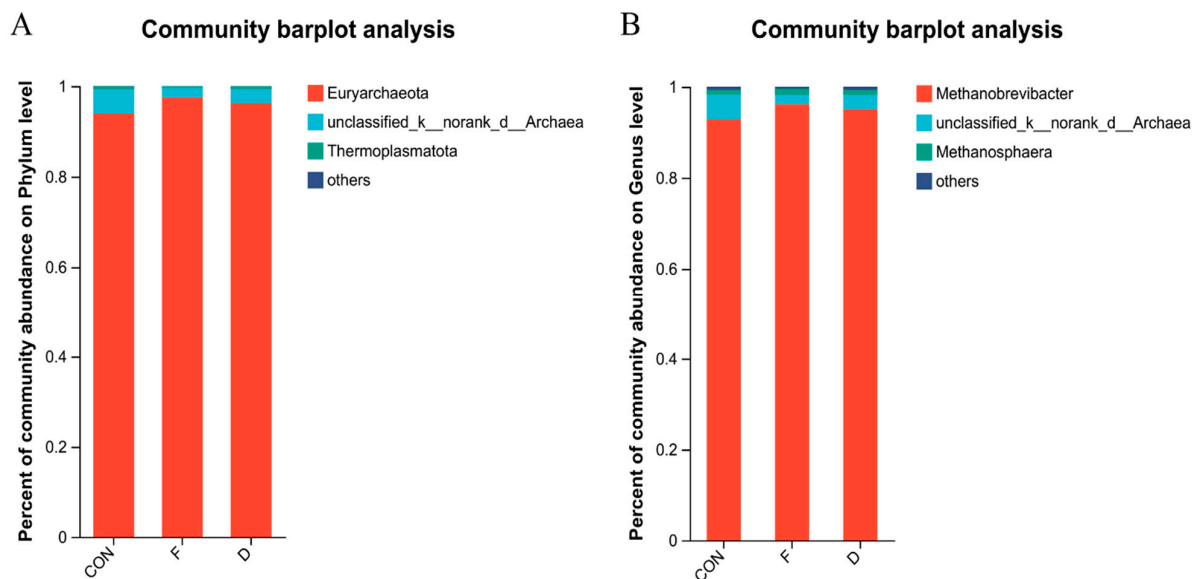 A
Community barplot analysis
Percent of community abundance on Phylum level
1
0.8
0.6
0.4
0.2
0
CON
F
D
Euryarchaeota
unclassified_k__norank_d__Archaea
Thermoplasmatota
others
B
Community barplot analysis
Percent of community abundance on Genus level
1
0.8
0.6
0.4
0.2
0
CON
F
D
Methanobrevibacter
unclassified_k__norank_d__Archaea
Methanosphaera
others